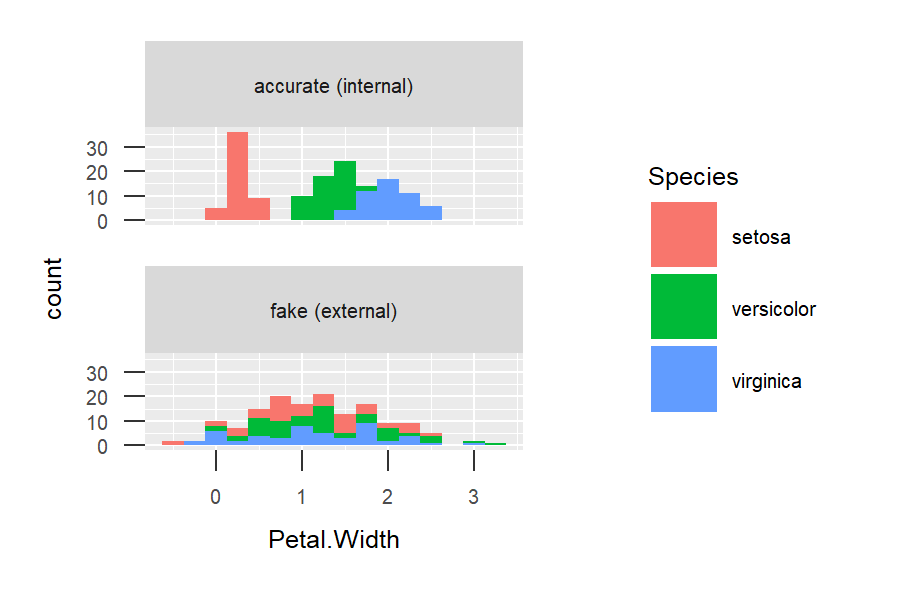 accurate (internal)
30
20
10
0
fake (external)
30
20
10
0
0 1 2 3
Petal.Width
count
Species
setosa
versicolor
virginica